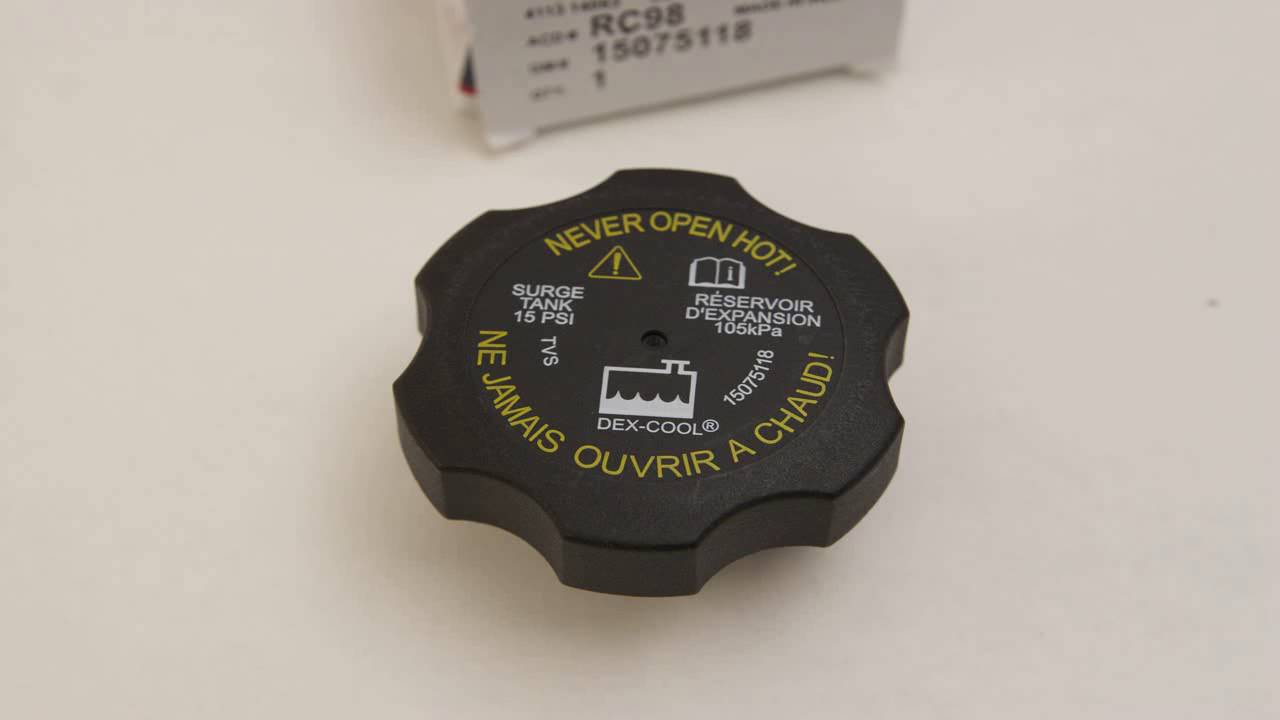 RC98
15075118
1
NEVER OPEN HOT!
SURGE
TANK
15 PSI
TVS
RÉSERVOIR
D'EXPANSION
105kPa
15075118
DEX-COOL®
NE JAMAIS OUVRIR A CHAUD!